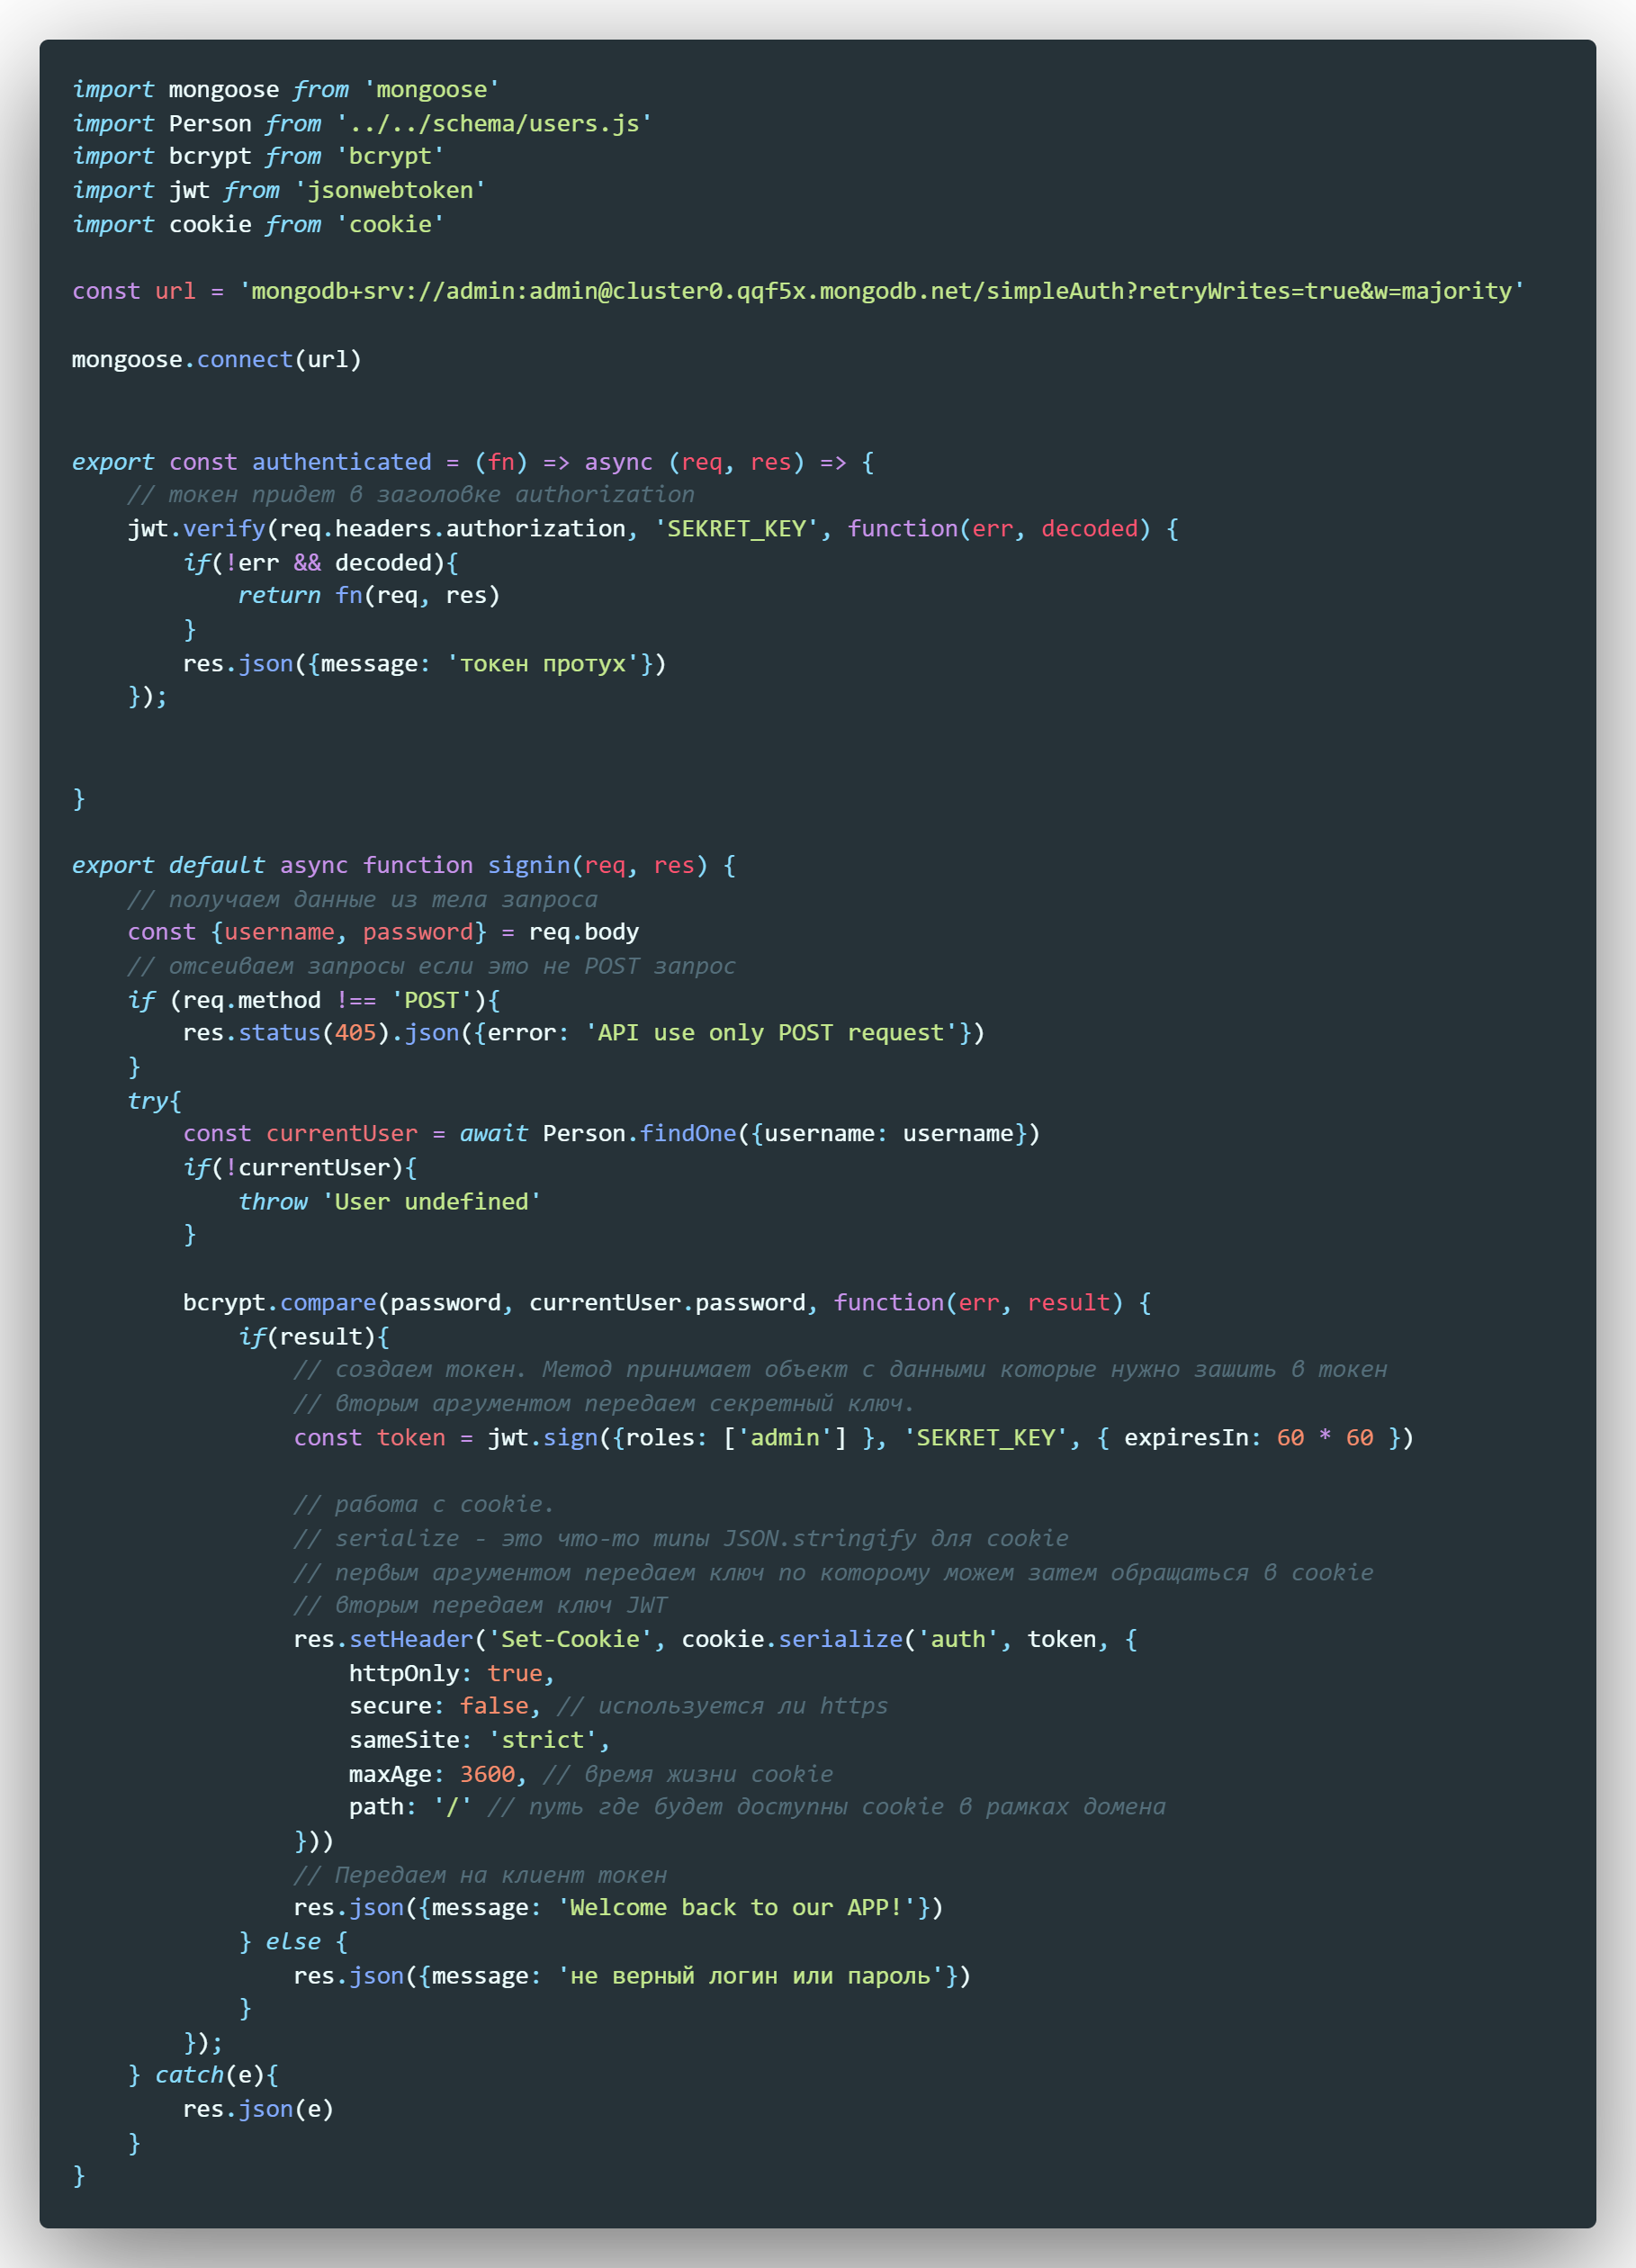 import mongoose from 'mongoose'
import Person from '../../schema/users.js'
import bcrypt from 'bcrypt'
import jwt from 'jsonwebtoken'
import cookie from 'cookie'
const url = 'mongodb+srv://admin:admin@cluster0.qqf5x.mongodb.net/simpleAuth?retryWrites=true&w=majority'
mongoose.connect(url)
export const authenticated = (fn) => async (req, res) => {
    // токен придет в заголовке authorization
    jwt.verify(req.headers.authorization, 'SEKRET_KEY', function(err, decoded) {
        if(!err && decoded){
            return fn(req, res)
        }
        res.json({message: 'токен протух'})
    });
}
export default async function signin(req, res) {
    // получаем данные из тела запроса
    const {username, password} = req.body
    // отсеиваем запросы если это не POST запрос
    if (req.method !== 'POST'){
        res.status(405).json({error: 'API use only POST request'})
    }
    try{
        const currentUser = await Person.findOne({username: username})
        if(!currentUser){
            throw 'User undefined'
        }
        bcrypt.compare(password, currentUser.password, function(err, result) {
            if(result){
                // создаем токен. Метод принимает объект с данными которые нужно зашить в токен
                // вторым аргументом передаем секретный ключ.
                const token = jwt.sign({roles: ['admin'] }, 'SEKRET_KEY', { expiresIn: 60 * 60 })
                // работа с cookie.
                // serialize - это что-то типы JSON.stringify для cookie
                // первым аргументом передаем ключ по которому можем затем обращаться в cookie
                // вторым передаем ключ JWT
                res.setHeader('Set-Cookie', cookie.serialize('auth', token, {
                    httpOnly: true,
                    secure: false, // используется ли https
                    sameSite: 'strict',
                    maxAge: 3600, // время жизни cookie
                    path: '/' // путь где будет доступны cookie в рамках домена
                }))
                // Передаем на клиент токен
                res.json({message: 'Welcome back to our APP!'})
            } else {
                res.json({message: 'не верный логин или пароль'})
            }
        });
    } catch(e){
        res.json(e)
    }
}